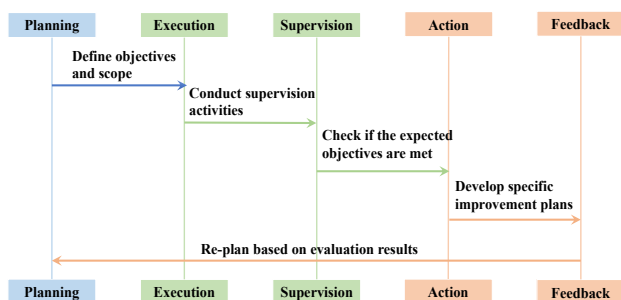 Planning
Execution
Supervision
Action
Feedback
Define objectives
and scope
Conduct supervision
activities
Check if the expected
objectives are met
Develop specific
improvement plans
Re-plan based on evaluation results
Planning
Execution
Supervision
Action
Feedback